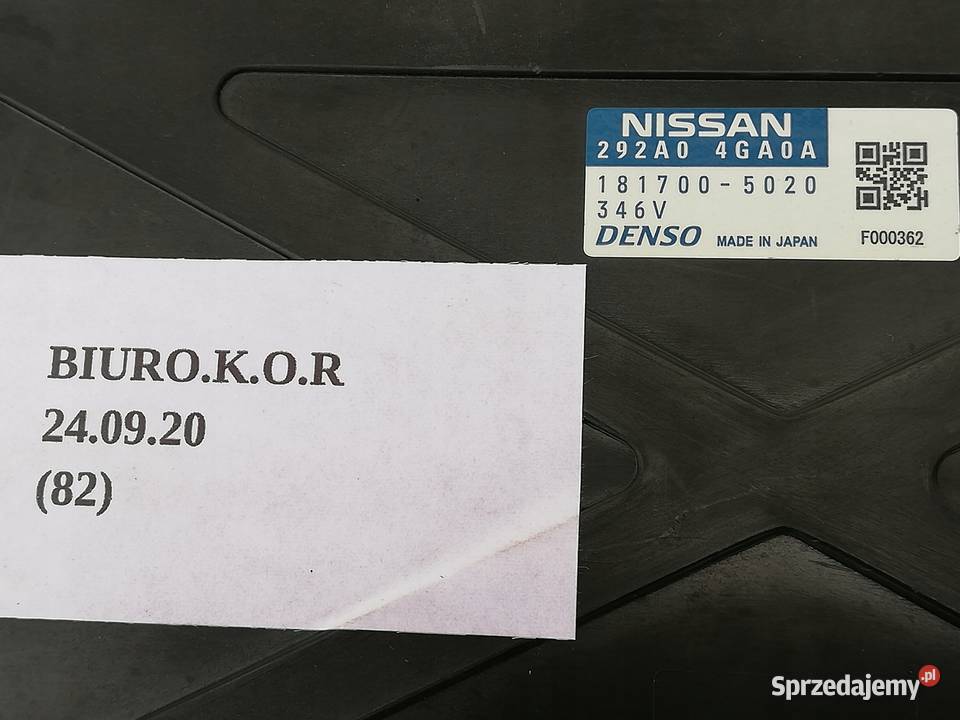 NISSAN
292A0 4GA0A
181700-5020
346V
DENSO MADE IN JAPAN
F000362
BIURO.K.O.R
24.09.20
(82)
Sprzedajemy.pl